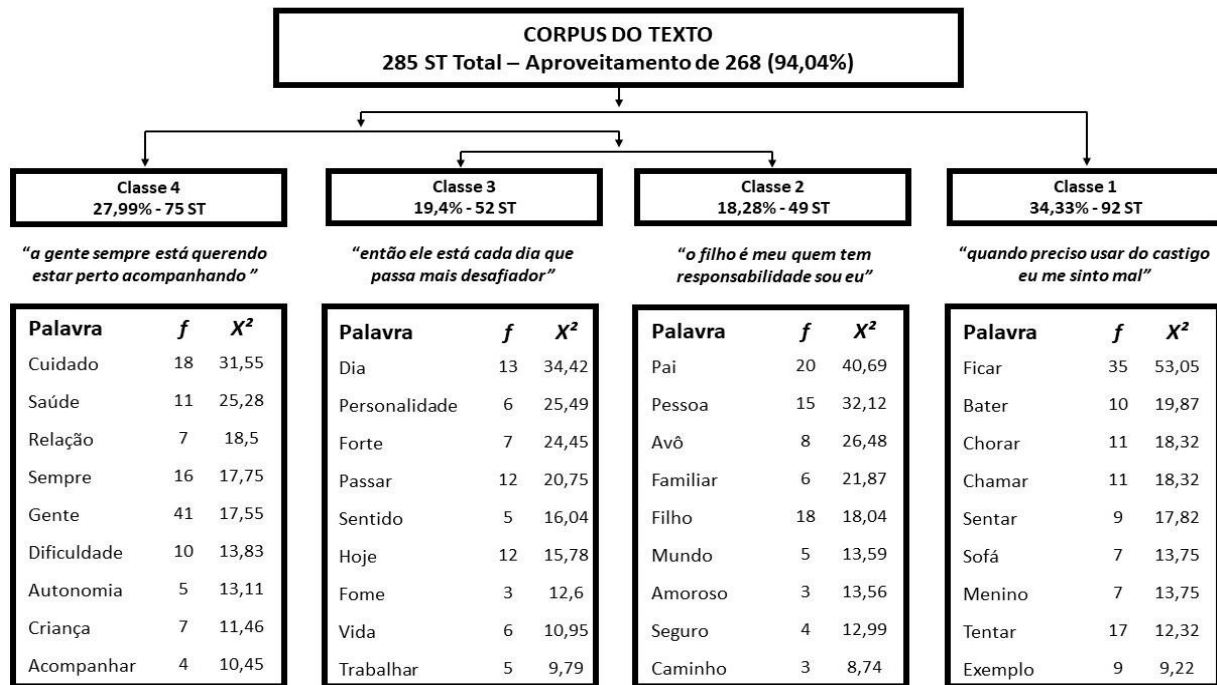 CORPUS DO TEXTO
285 ST Total – Aproveitamento de 268 (94,04%)
Classe 4
27,99% - 75 ST
"a gente sempre está querendo
estar perto acompanhando "
Palavra f X²
Cuidado 18 31,55
Saúde 11 25,28
Relação 7 18,5
Sempre 16 17,75
Gente 41 17,55
Dificuldade 10 13,83
Autonomia 5 13,11
Criança 7 11,46
Acompanhar 4 10,45
Classe 3
19,4% - 52 ST
"então ele está cada dia que
passa mais desafiador"
Palavra f X²
Dia 13 34,42
Personalidade 6 25,49
Forte 7 24,45
Passar 12 20,75
Sentido 5 16,04
Hoje 12 15,78
Fome 3 12,6
Vida 6 10,95
Trabalhar 5 9,79
Classe 2
18,28% - 49 ST
"o filho é meu quem tem
responsabilidade sou eu"
Palavra f X²
Pai 20 40,69
Pessoa 15 32,12
Avô 8 26,48
Familiar 6 21,87
Filho 18 18,04
Mundo 5 13,59
Amoroso 3 13,56
Seguro 4 12,99
Caminho 3 8,74
Classe 1
34,33% - 92 ST
"quando preciso usar do castigo
eu me sinto mal"
Palavra f X²
Ficar 35 53,05
Bater 10 19,87
Chorar 11 18,32
Chamar 11 18,32
Sentar 9 17,82
Sofá 7 13,75
Menino 7 13,75
Tentar 17 12,32
Exemplo 9 9,22